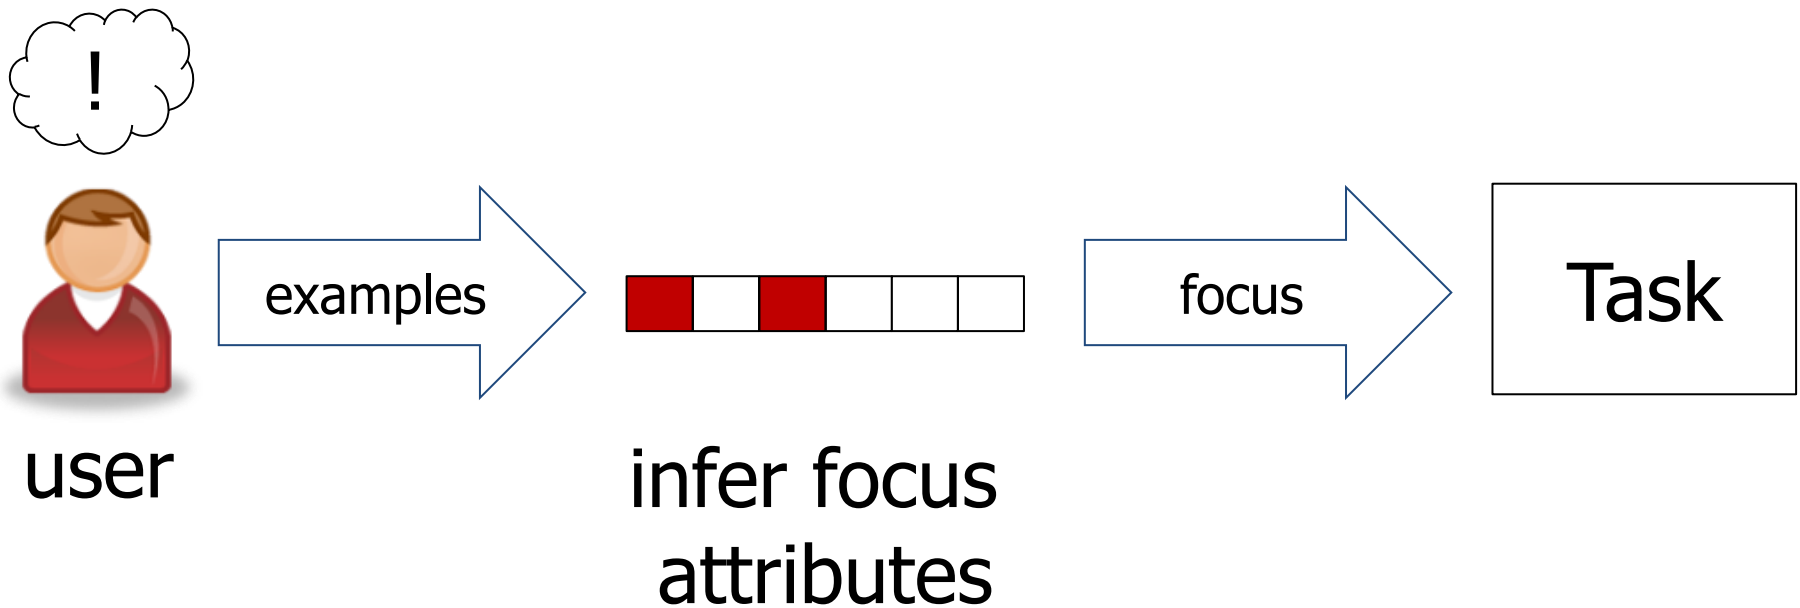 !
user
examples
infer focus
attributes
focus
Task